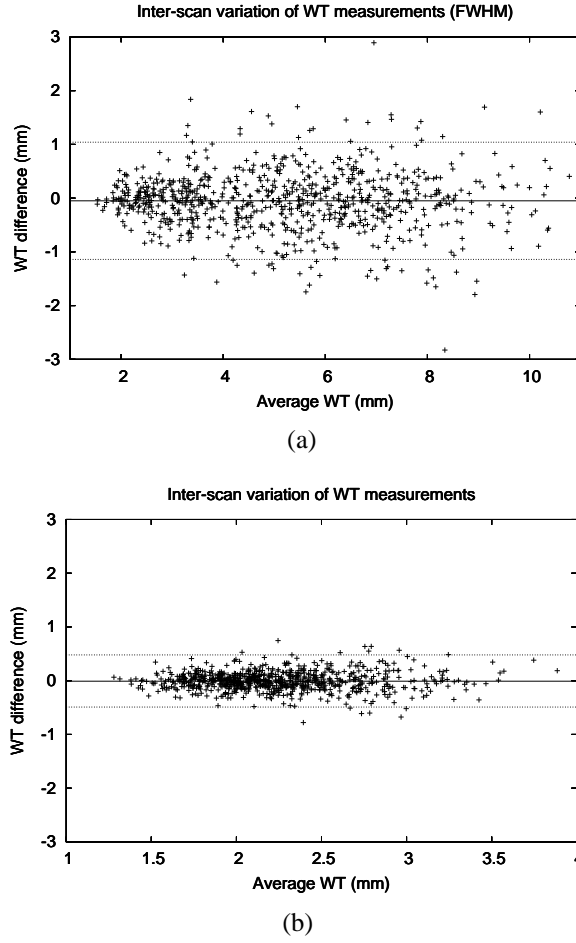 Inter-scan variation of WT measurements (FWHM)
3
2
1
0
-1
-2
-3
WT difference (mm)
2 4 6 8 10
Average WT (mm)
(a)
Inter-scan variation of WT measurements
3
2
1
0
-1
-2
-3
WT difference (mm)
1 1.5 2 2.5 3 3.5 4
Average WT (mm)
(b)